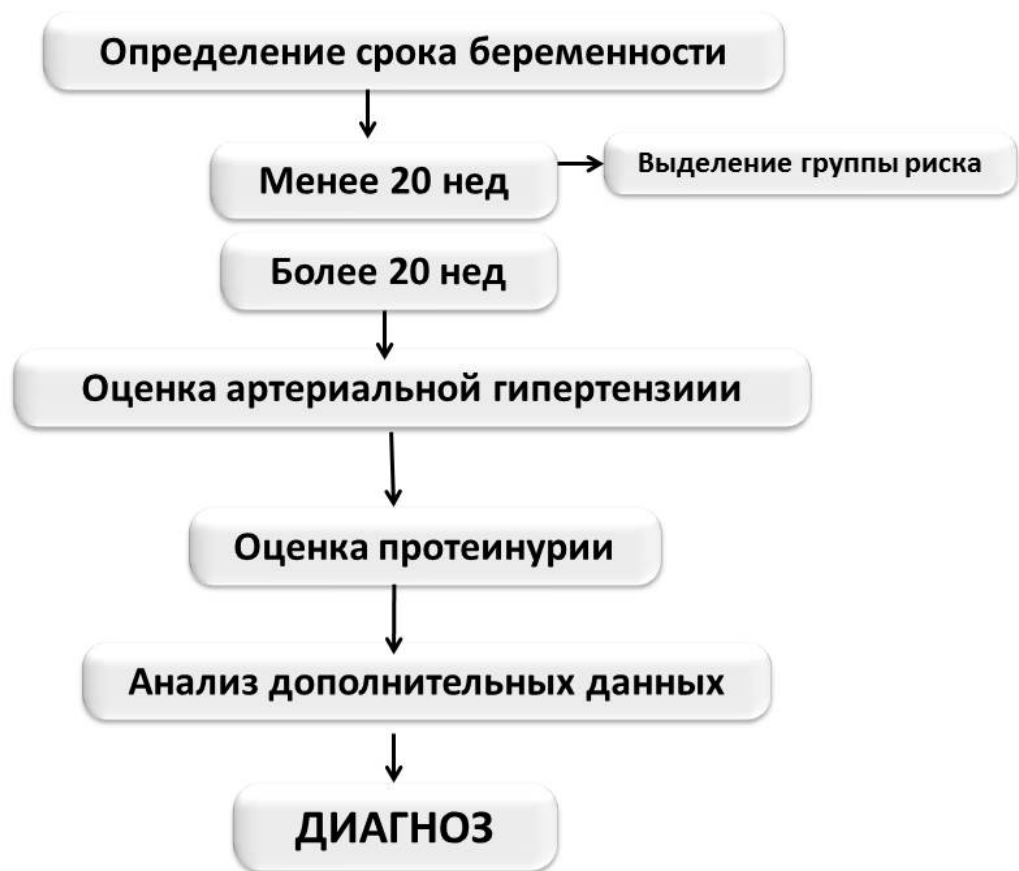 Определение срока беременности
Менее 20 нед
Выделение группы риска
Более 20 нед
Оценка артериальной гипертензиии
Оценка протеинурии
Анализ дополнительных данных
ДИАГНОЗ